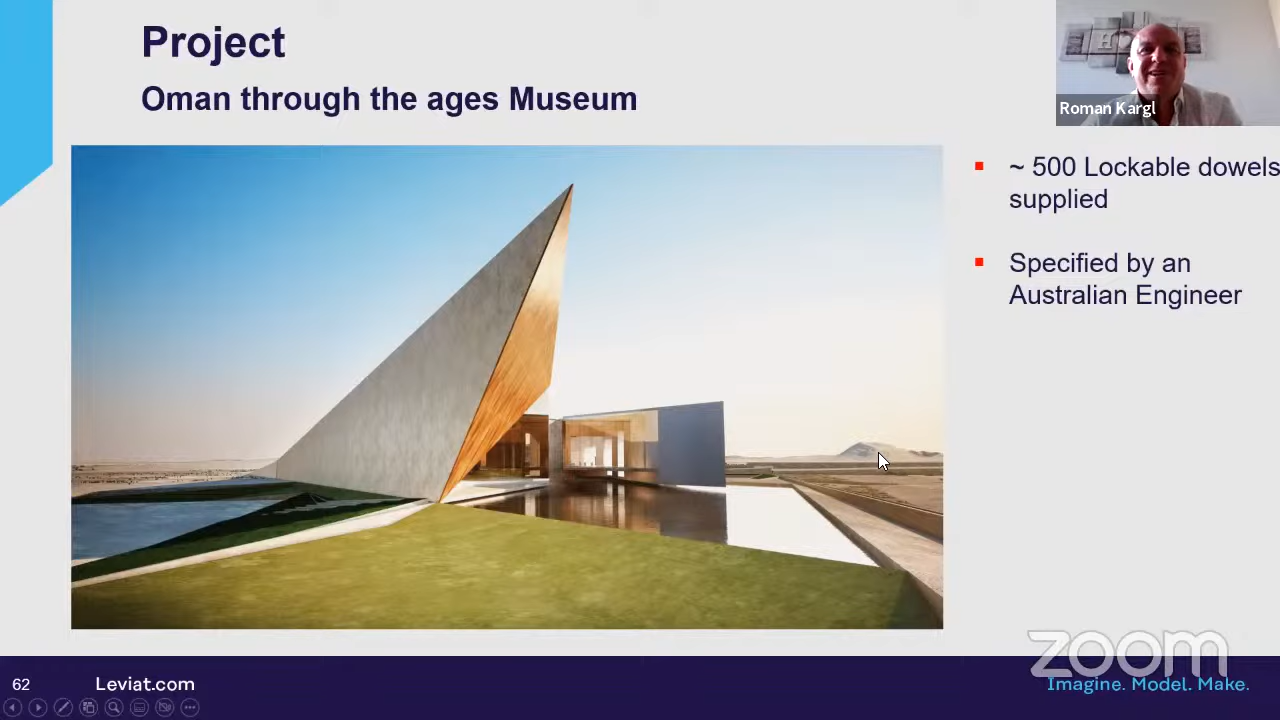 Project
Oman through the ages Museum
H
Roman Kargl
~ 500 Lockable dowels
supplied
Specified by an
Australian Engineer
zoom
62
Leviat.com
Imagine. Model. Make.